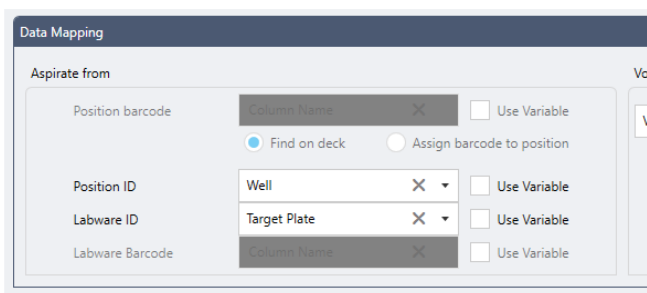 Data Mapping
Aspirate from
Vo
Position barcode Column Name Use Variable
V
Find on deck Assign barcode to position
Position ID Well Use Variable
Labware ID Target Plate Use Variable
Labware Barcode Column Name Use Variable